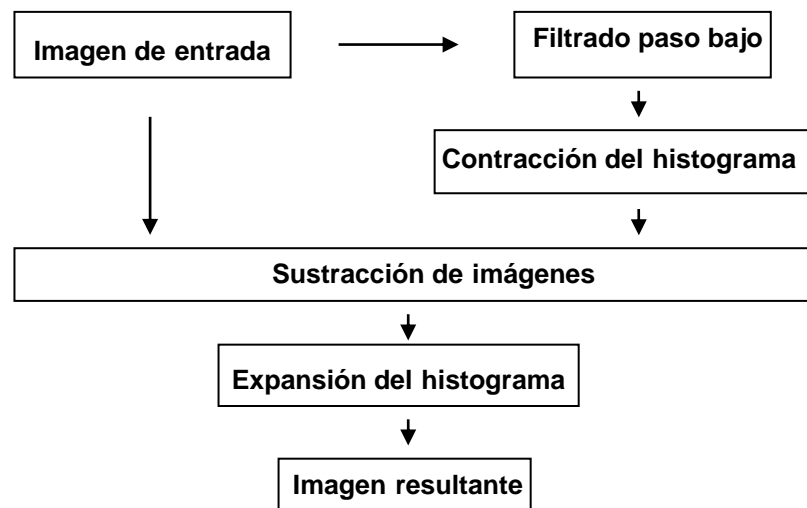 Imagen de entrada
Filtrado paso bajo
Contracción del histograma
Sustracción de imágenes
Expansión del histograma
Imagen resultante